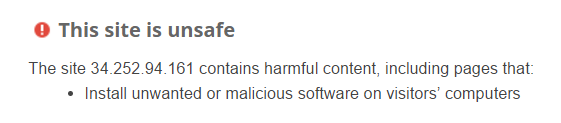 This site is unsafe
The site 34.252.94.161 contains harmful content, including pages that:
• Install unwanted or malicious software on visitors’ computers